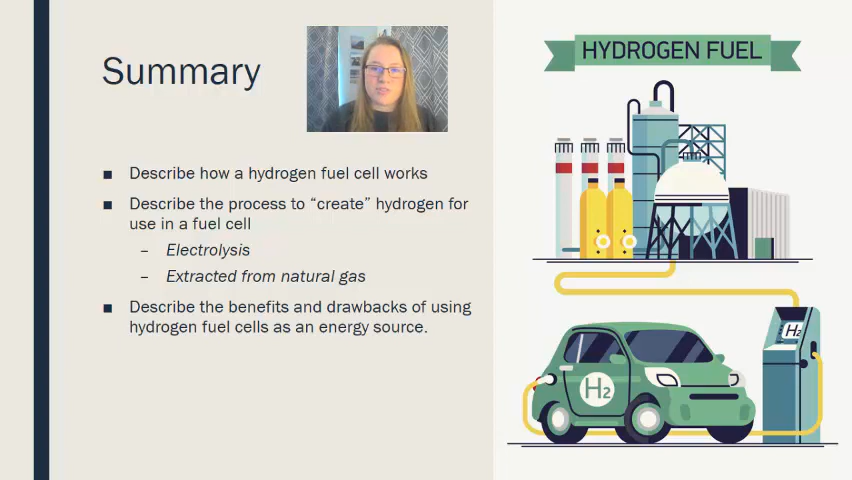 Summary
■ Describe how a hydrogen fuel cell works
■ Describe the process to “create” hydrogen for
use in a fuel cell
– Electrolysis
– Extracted from natural gas
■ Describe the benefits and drawbacks of using
hydrogen fuel cells as an energy source.
HYDROGEN FUEL
H₂
H₂